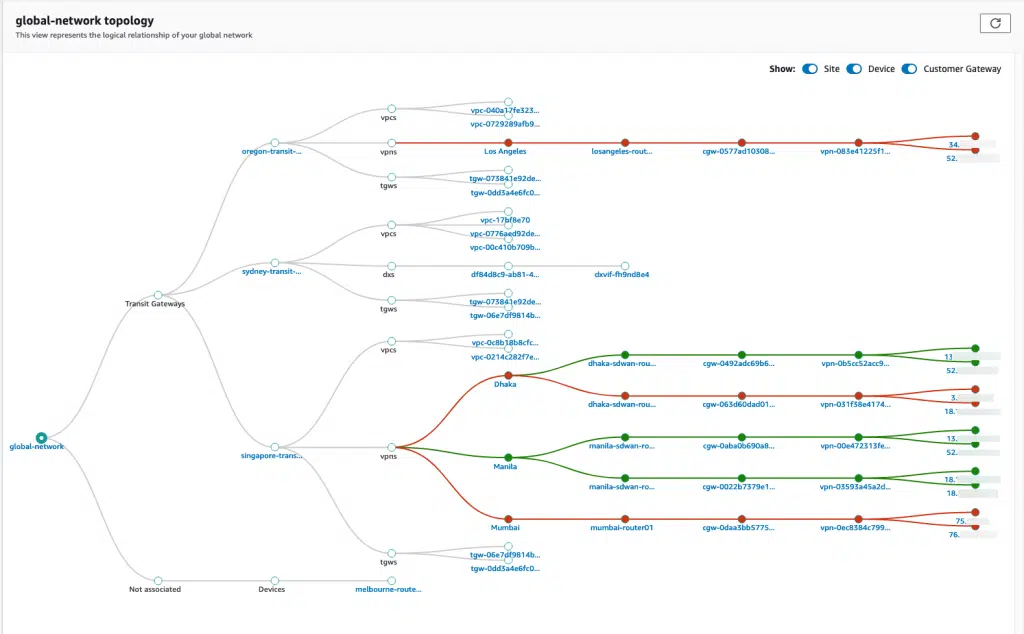 global-network topology
This view represents the logical relationship of your global network
Show: Site Device Customer Gateway
vpcs
vpc-040a17fe323...
vpc-0729289afb9...
oregon-transit-...
vpns
Los Angeles
losangeles-rout...
cgw-0577ad10308...
vpn-083e41225f1...
34.
52.
tgws
tgw-073841e92de...
tgw-0dd3a4e6fc0...
vpcs
vpc-17bf8e70
vpc-0776aed92de...
vpc-00c410b709b...
sydney-transit-...
dxs
df84d8c9-ab81-4...
dxvif-fh9nd8e4
tgws
tgw-073841e92de...
tgw-06e7df9814b...
Transit Gateways
vpcs
vpc-0c8b18b8cfc...
vpc-0214c282f7e...
Dhaka
dhaka-sdwan-rou...
cgw-0492adc69b6...
vpn-0b5cc52acc9...
52.
dhaka-sdwan-rou...
cgw-063d60dad01...
vpn-031f38e4174...
3.
18.
global-network
singapore-trans...
vpns
Manila
manila-sdwan-ro...
cgw-0aba0b690a8...
vpn-00e472313fe...
13.
52.
manila-sdwan-ro...
cgw-0022b7379e1...
vpn-03593a45a2d...
18.
18.
Mumbai
mumbai-router01
cgw-0daa3bb5775...
vpn-0ec8384c799...
75.
76.
tgws
tgw-06e7df9814b...
tgw-0dd3a4e6fc0...
Not associated
Devices
melbourne-route...